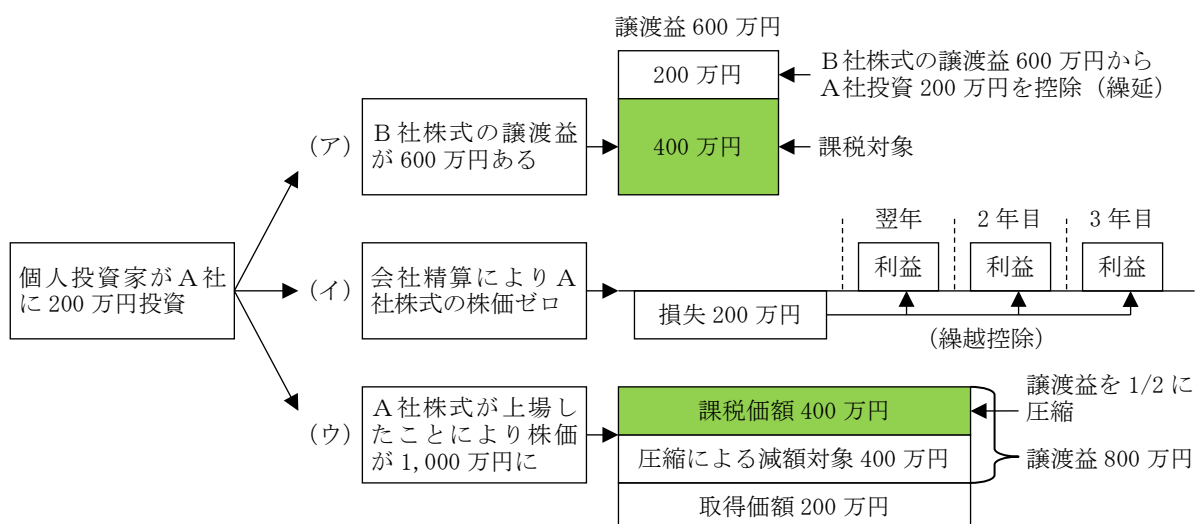 譲渡益 600 万円
200 万円
Ｂ社株式の譲渡益 600 万円から
Ａ社投資 200 万円を控除（繰延）
（ア）
Ｂ社株式の譲渡益
が 600 万円ある
400 万円
課税対象
個人投資家がＡ社
に 200 万円投資
（イ）
会社精算によりＡ
社株式の株価ゼロ
翌年
2 年目
3 年目
利益
利益
利益
損失 200 万円
（繰越控除）
（ウ）
Ａ社株式が上場し
たことにより株価
が 1,000 万円に
課税価額 400 万円
圧縮による減額対象 400 万円
取得価額 200 万円
譲渡益を 1/2 に
圧縮
譲渡益 800 万円